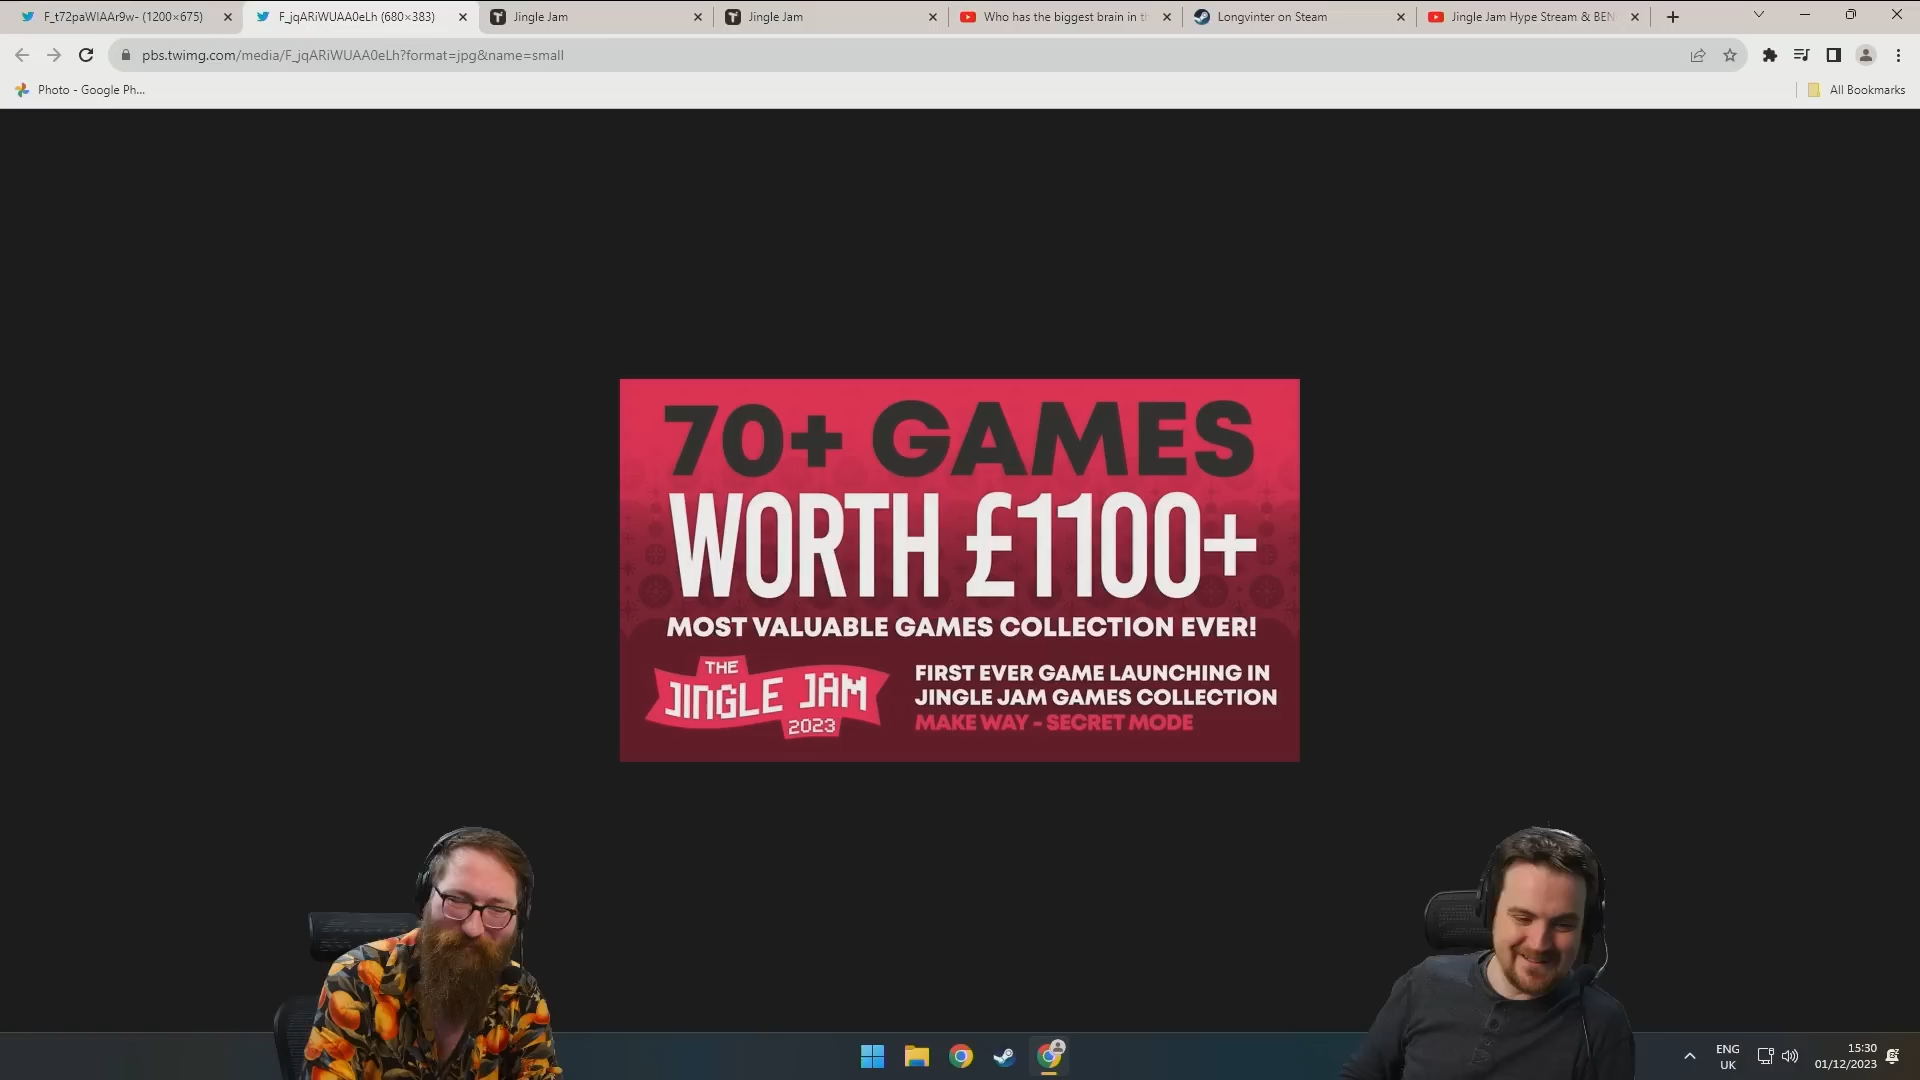 F_t72paWIAAr9w- (1200×675)
F_jqARiWUAA0eLh (680×383)
Jingle Jam
Jingle Jam
Who has the biggest brain in th
Longvinter on Steam
Jingle Jam Hype Stream & BEN
pbs.twimg.com/media/F_jqARiWUAA0eLh?format=jpg&name=small
Photo - Google Ph...
All Bookmarks
70+ GAMES
WORTH £1100+
MOST VALUABLE GAMES COLLECTION EVER!
THE
JINGLE JAM
2023
FIRST EVER GAME LAUNCHING IN
JINGLE JAM GAMES COLLECTION
MAKE WAY - SECRET MODE
ENG
UK
15:30
01/12/2023